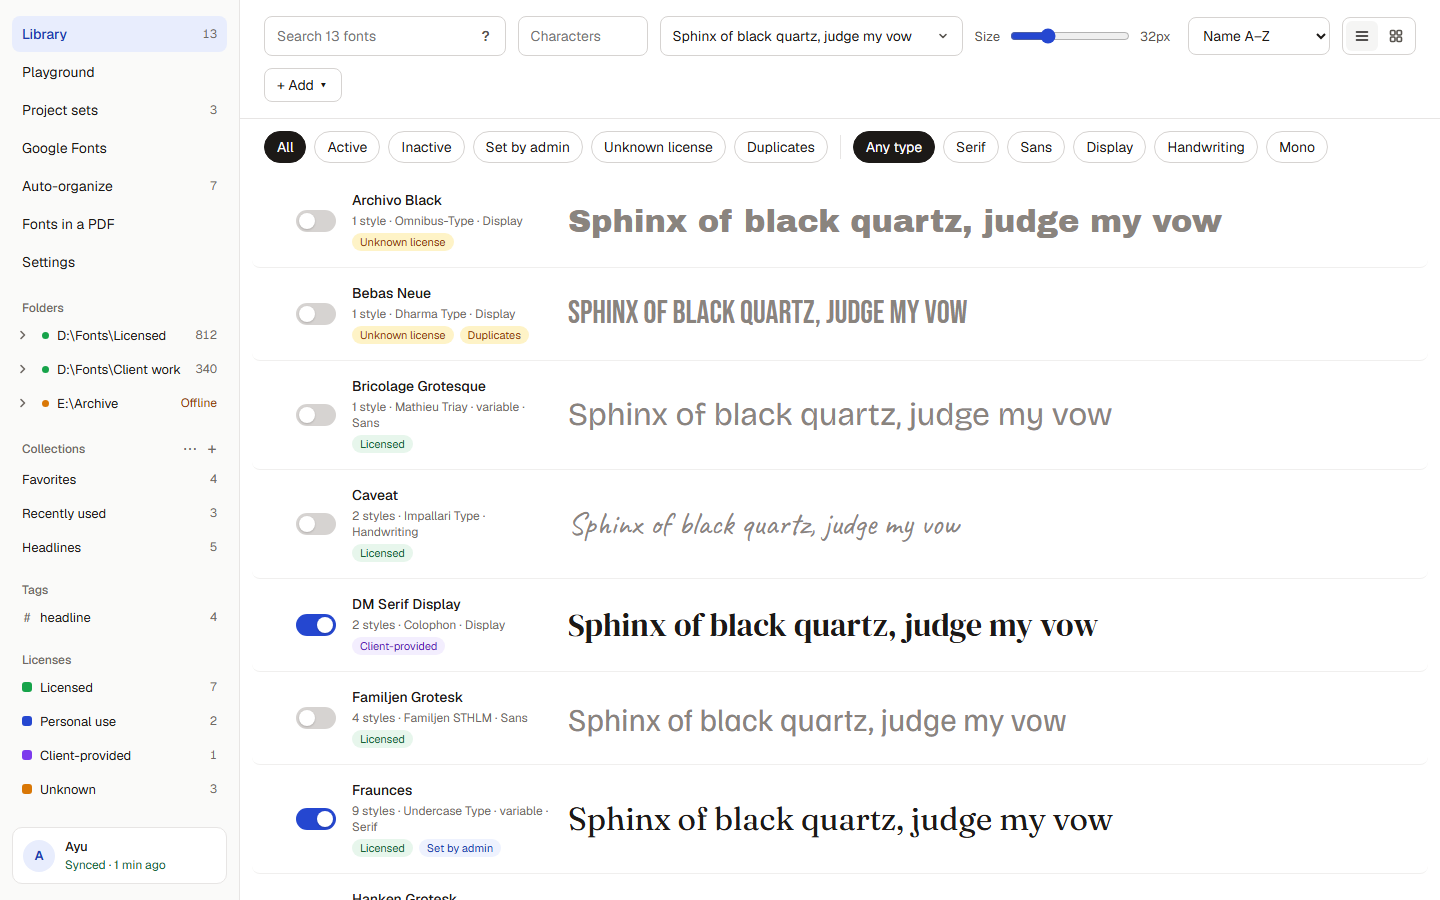 Library 13
Playground
Project sets 3
Google Fonts
Auto-organize 7
Fonts in a PDF
Settings
Folders
D:\Fonts\Licensed 812
D:\Fonts\Client work 340
E:\Archive Offline
Collections ··· +
Favorites 4
Recently used 3
Headlines 5
Tags
# headline 4
Licenses
Licensed 7
Personal use 2
Client-provided 1
Unknown 3
A
Ayu
Synced · 1 min ago
Search 13 fonts ?
Characters
Sphinx of black quartz, judge my vow
Size 32px
Name A–Z
+ Add ▾
All Active Inactive Set by admin Unknown license Duplicates Any type Serif Sans Display Handwriting Mono
Archivo Black
1 style · Omnibus-Type · Display
Unknown license
Sphinx of black quartz, judge my vow
Bebas Neue
1 style · Dharma Type · Display
Unknown license Duplicates
SPHINX OF BLACK QUARTZ, JUDGE MY VOW
Bricolage Grotesque
1 style · Mathieu Triay · variable ·
Sans
Licensed
Sphinx of black quartz, judge my vow
Caveat
2 styles · Impallari Type ·
Handwriting
Licensed
Sphinx of black quartz, judge my vow
DM Serif Display
2 styles · Colophon · Display
Client-provided
Sphinx of black quartz, judge my vow
Familjen Grotesk
4 styles · Familjen STHLM · Sans
Licensed
Sphinx of black quartz, judge my vow
Fraunces
9 styles · Undercase Type · variable ·
Serif
Licensed Set by admin
Sphinx of black quartz, judge my vow
Hanken Grotesk